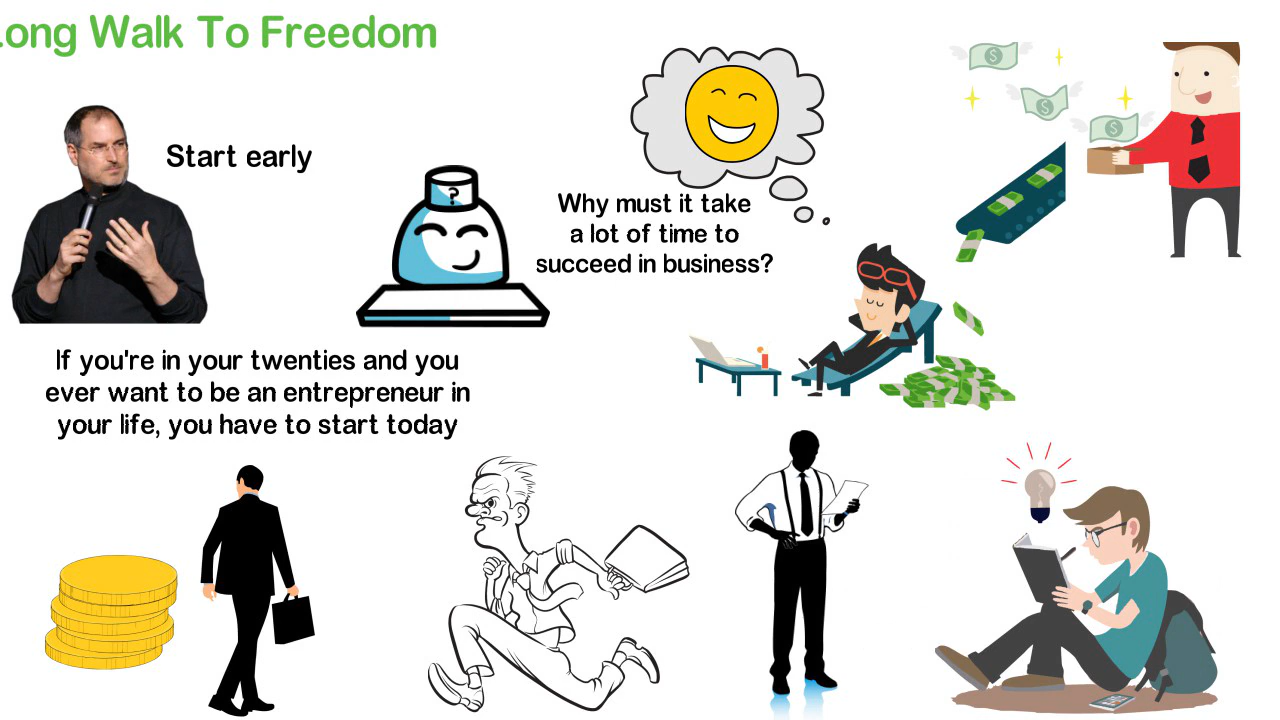 ong Walk To Freedom
Start early
?
Why must it take
a lot of time to
succeed in business?
If you're in your twenties and you
ever want to be an entrepreneur in
your life, you have to start today